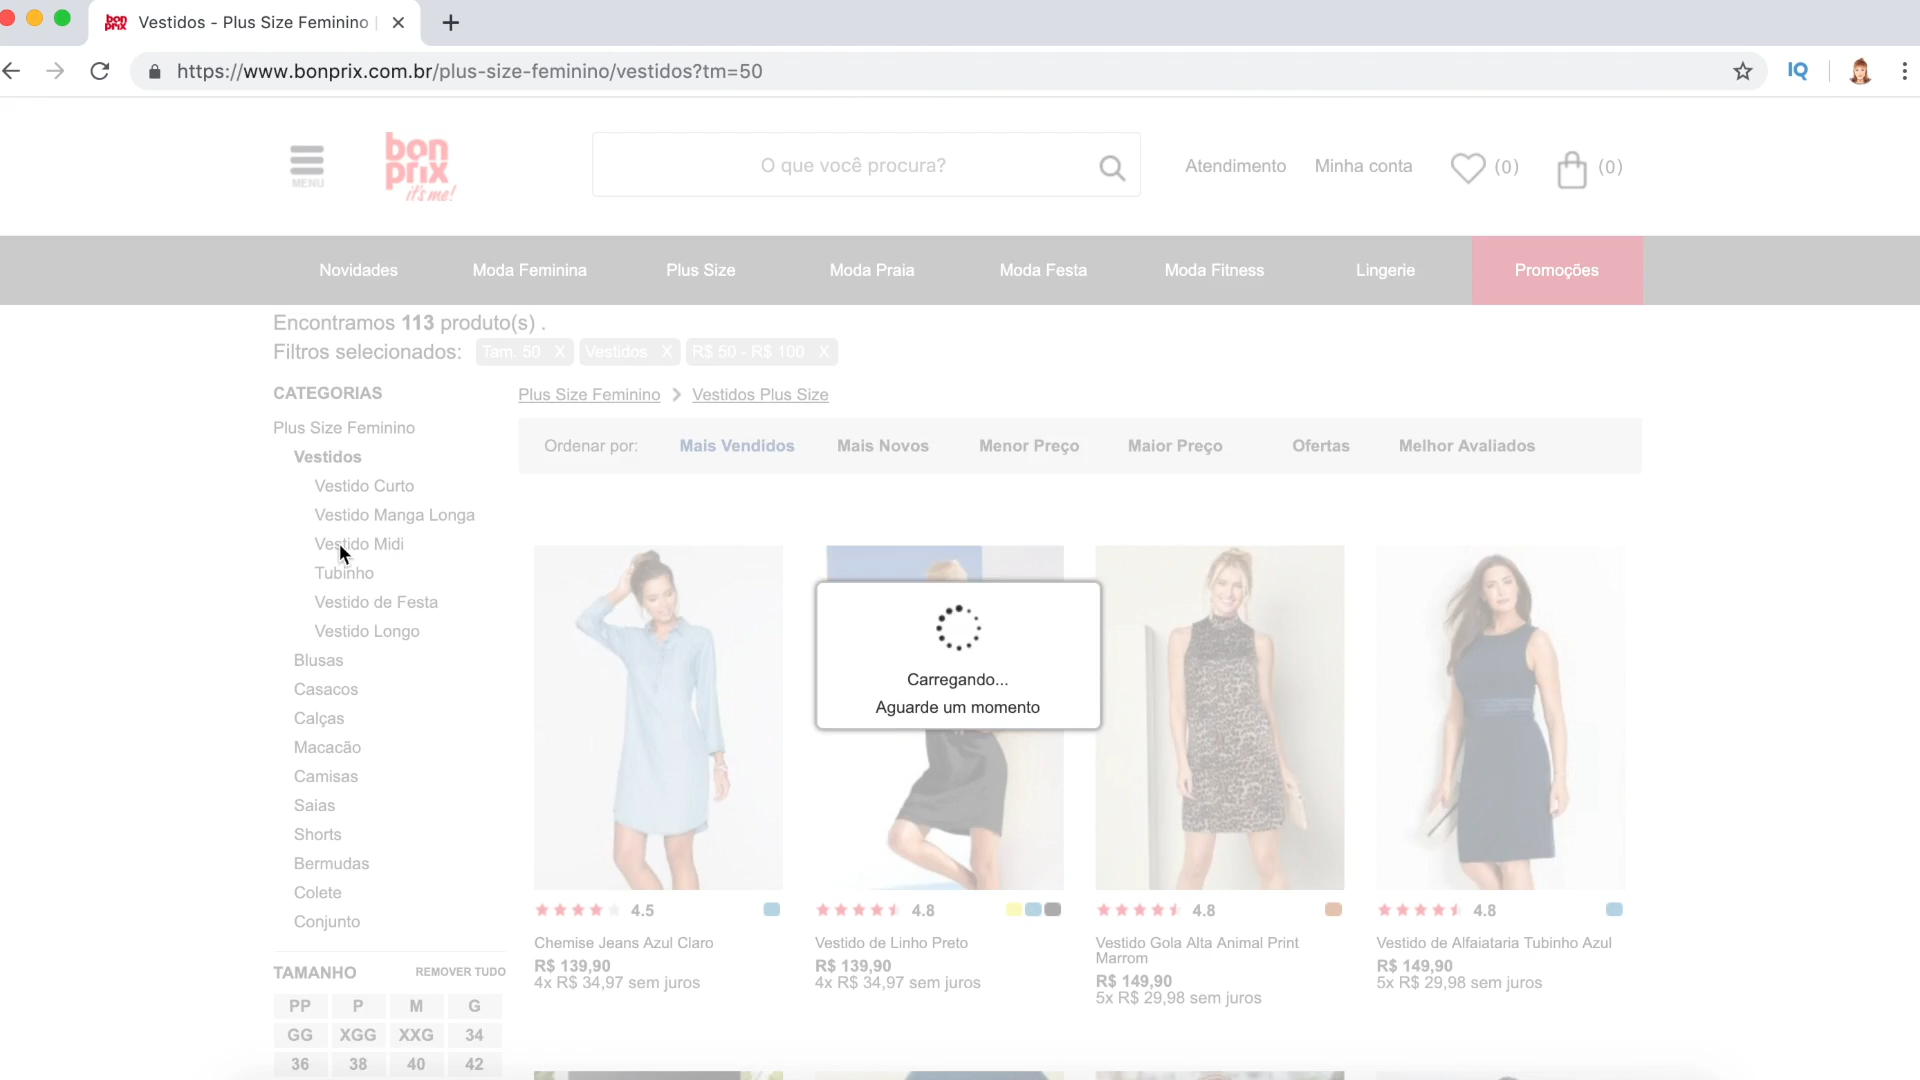 bon prix
Vestidos - Plus Size Feminino
https://www.bonprix.com.br/plus-size-feminino/vestidos?tm=50
IQ
MENU
bon
prix
it's me!
O que você procura?
Atendimento
Minha conta
(0)
(0)
Novidades
Moda Feminina
Plus Size
Moda Praia
Moda Festa
Moda Fitness
Lingerie
Promoções
Encontramos 113 produto(s) .
Filtros selecionados: Tam. 50 X Vestidos X R$ 50 - R$ 100 X
CATEGORIAS
Plus Size Feminino
Vestidos
Vestido Curto
Vestido Manga Longa
Vestido Midi
Tubinho
Vestido de Festa
Vestido Longo
Blusas
Casacos
Calças
Macacão
Camisas
Saias
Shorts
Bermudas
Colete
Conjunto
TAMANHO REMOVER TUDO
PP P M G
GG XGG XXG 34
36 38 40 42
Plus Size Feminino > Vestidos Plus Size
Ordenar por: Mais Vendidos Mais Novos Menor Preço Maior Preço Ofertas Melhor Avaliados
Carregando...
Aguarde um momento
4.5
Chemise Jeans Azul Claro
R$ 139,90
4x R$ 34,97 sem juros
4.8
Vestido de Linho Preto
R$ 139,90
4x R$ 34,97 sem juros
4.8
Vestido Gola Alta Animal Print
Marrom
R$ 149,90
5x R$ 29,98 sem juros
4.8
Vestido de Alfaiataria Tubinho Azul
R$ 149,90
5x R$ 29,98 sem juros